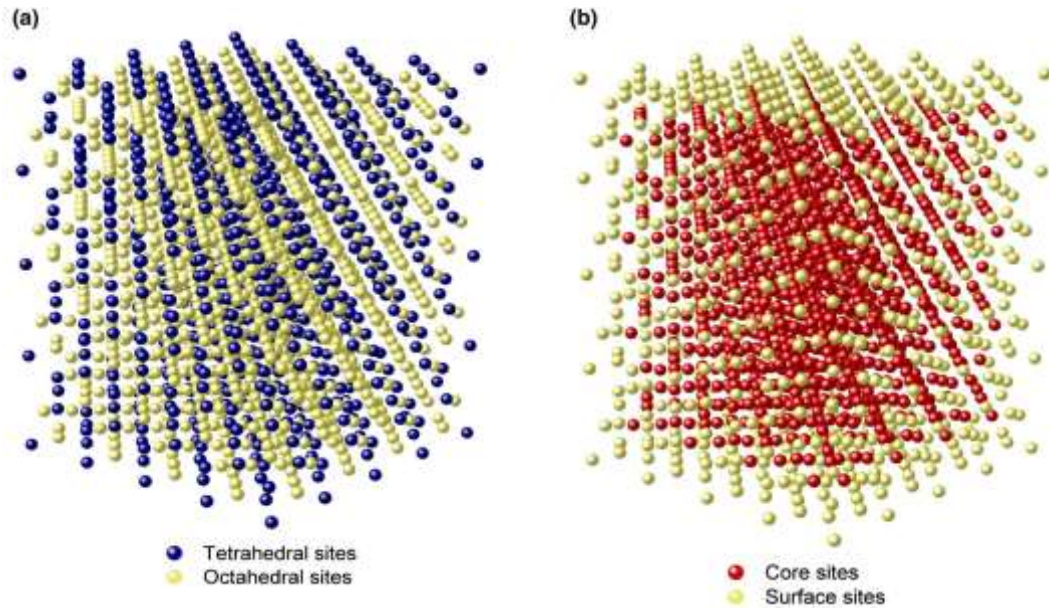 (a)
(b)
Tetrahedral sites
Octahedral sites
Core sites
Surface sites